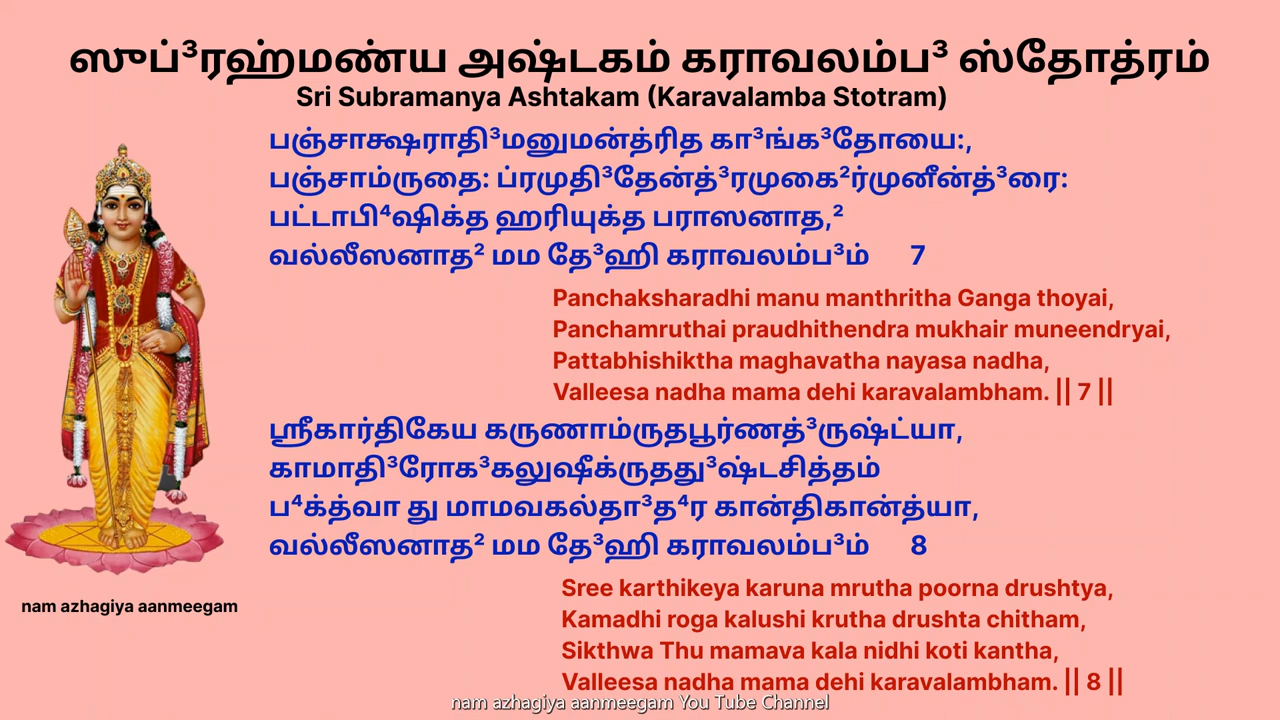 ஸுப்³ரஹ்மண்ய அஷ்டகம் கராவலம்ப³ ஸ்தோத்ரம்
Sri Subramanya Ashtakam (Karavalamba Stotram)
பஞ்சாக்ஷராதி³மனுமன்த்ரித கா³ங்க³தோயை:,
பஞ்சாம்ருதை: ப்ரமுதி³தேன்த்³ரமுகை²ர்முனீன்த்³ரை:
பட்டாபி⁴ஷிக்த ஹரியுக்த பராஸனாத,²
வல்லீஸனாத² மம தே³ஹி கராவலம்ப³ம் 7
Panchaksharadhi manu manthritha Ganga thoyai,
Panchamruthai praudhithendra mukhair muneendryai,
Pattabhishiktha maghavatha nayasa nadha,
Valleesa nadha mama dehi karavalambham. || 7 ||
ஸ்ரீகார்திகேய கருணாம்ருதபூர்ணத்³ருஷ்ட்யா,
காமாதி³ரோக³கலுஷீக்ருதது³ஷ்டசித்தம்
ப⁴க்த்வா து மாமவகல்தா³த⁴ர கான்திகான்த்யா,
வல்லீஸனாத² மம தே³ஹி கராவலம்ப³ம் 8
Sree karthikeya karuna mrutha poorna drushtya,
Kamadhi roga kalushi krutha drushta chitham,
Sikthwa Thu mamava kala nidhi koti kantha,
Valleesa nadha mama dehi karavalambham. || 8 ||
nam azhagiya aanmeegam
nam azhagiya aanmeegam You Tube Channel